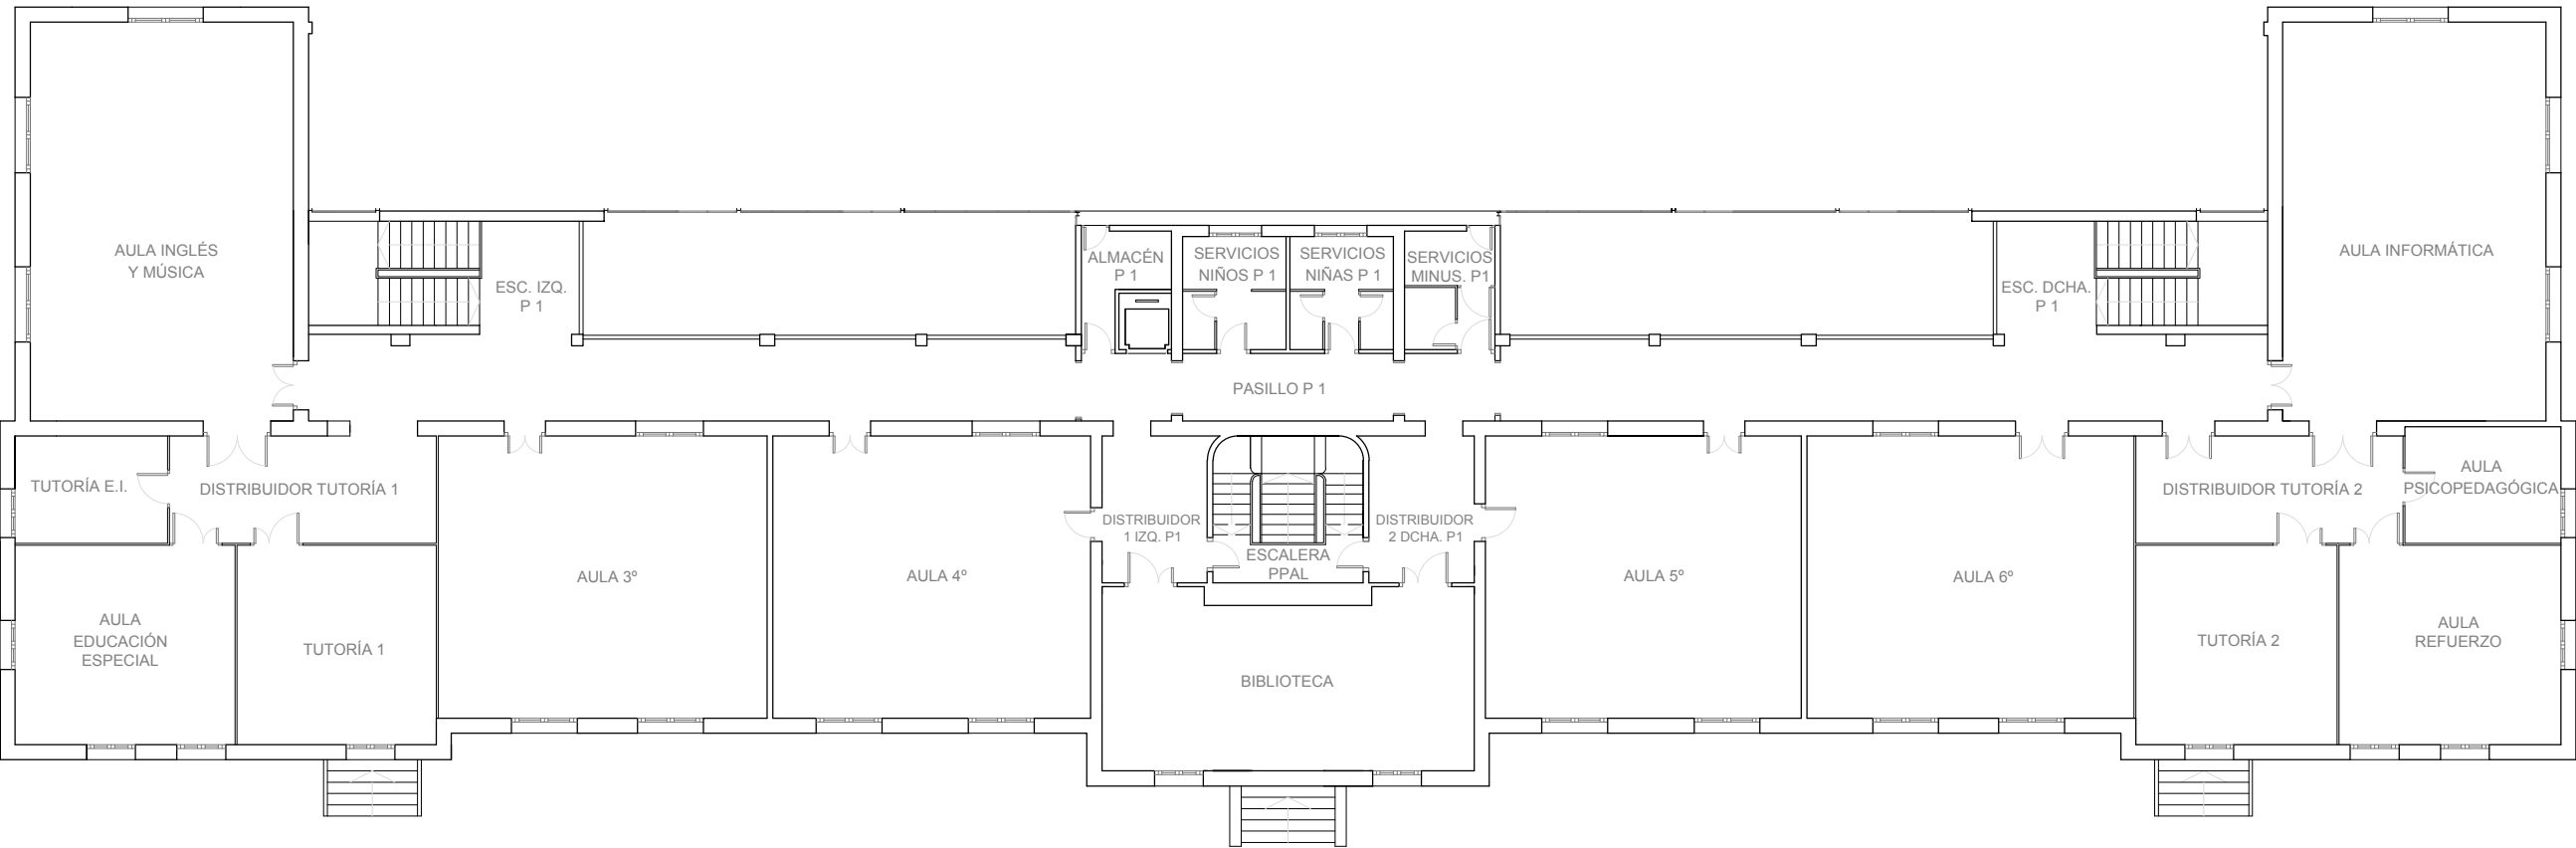 AULA INGLÉS
Y MÚSICA
ESC. IZQ.
P 1
ALMACÉN
P 1
SERVICIOS
NIÑOS P 1
SERVICIOS
NIÑAS P 1
SERVICIOS
MINUS. P1
ESC. DCHA.
P 1
AULA INFORMÁTICA
PASILLO P 1
TUTORÍA E.I.
DISTRIBUIDOR TUTORÍA 1
DISTRIBUIDOR
1 IZQ. P1
ESCALERA
PPAL
DISTRIBUIDOR
2 DCHA. P1
DISTRIBUIDOR TUTORÍA 2
AULA
PSICOPEDAGÓGICA
AULA
EDUCACIÓN
ESPECIAL
TUTORÍA 1
AULA 3º
AULA 4º
BIBLIOTECA
AULA 5º
AULA 6º
TUTORÍA 2
AULA
REFUERZO